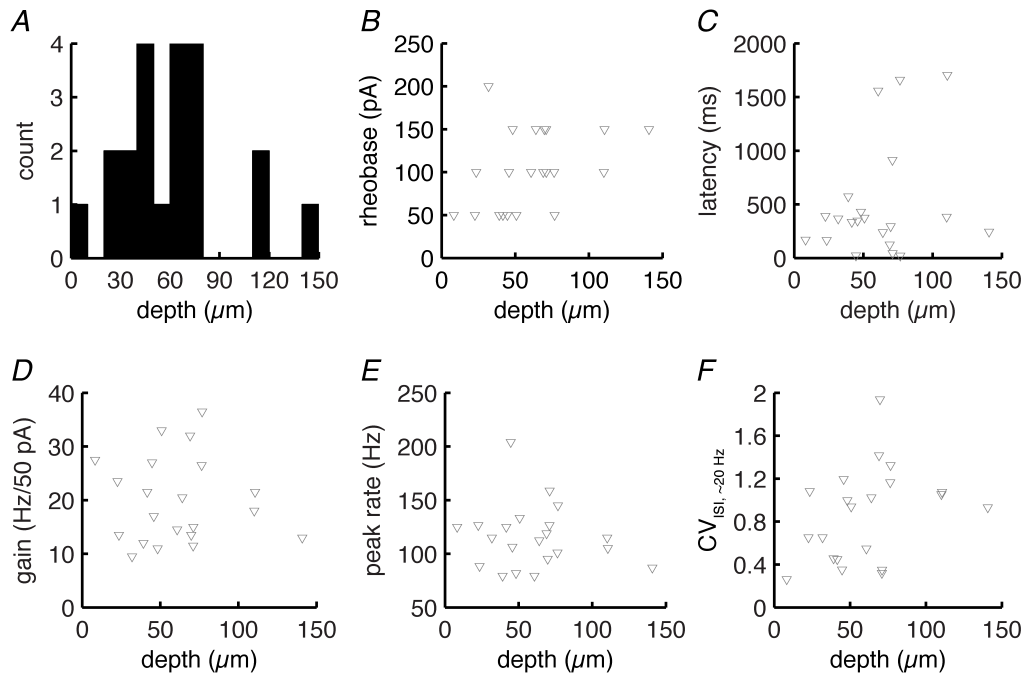 A
B
C
4
3
2
1
0
count
0 30 60 90 120 150
depth (µm)
250
200
150
100
50
0
rheobase (pA)
0 50 100 150
depth (µm)
2000
1500
1000
500
0
latency (ms)
0 50 100 150
depth (µm)
D
E
F
40
30
20
10
0
gain (Hz/50 pA)
0 50 100 150
depth (µm)
250
200
150
100
50
peak rate (Hz)
0 50 100 150
depth (µm)
2
1.6
1.2
0.8
0.4
0
CV ISI, ~20 Hz
0 50 100 150
depth (µm)